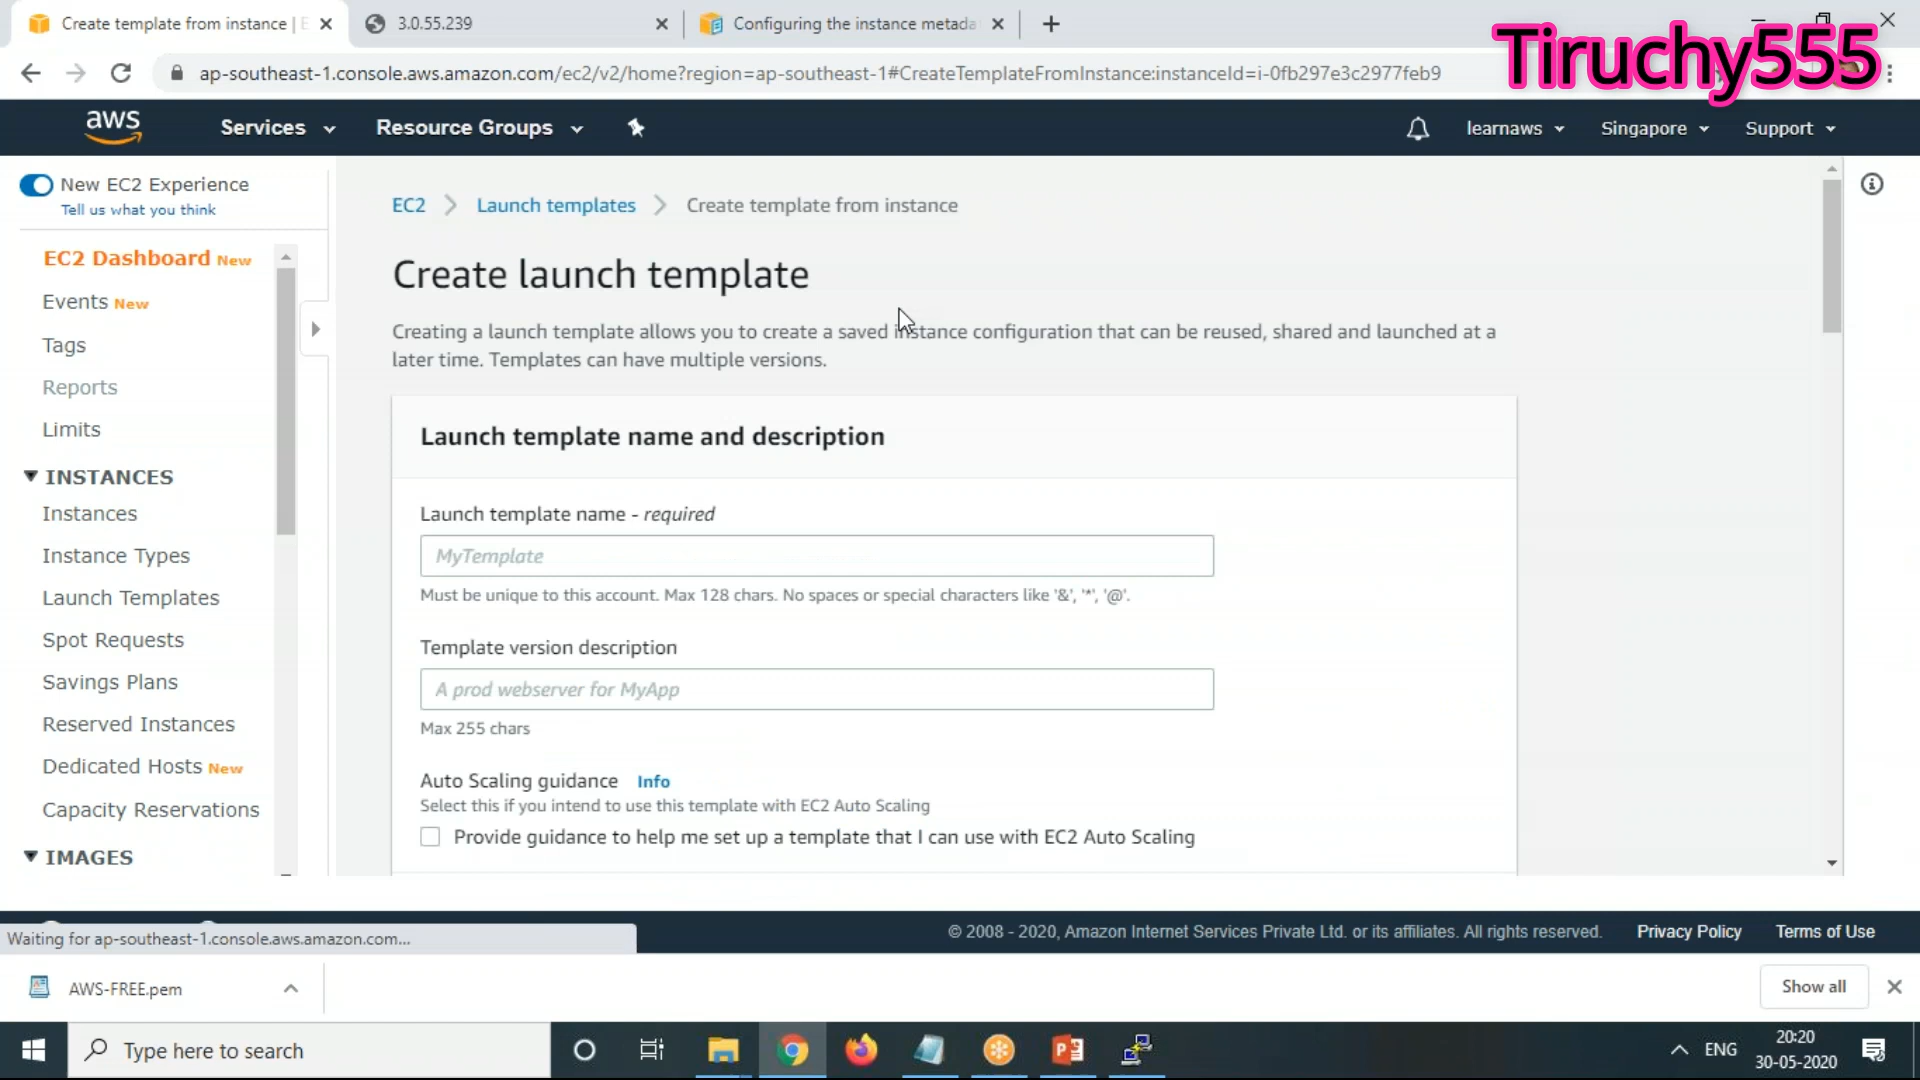 Create template from instance | E
3.0.55.239
Configuring the instance metada
Tiruchy555
ap-southeast-1.console.aws.amazon.com/ec2/v2/home?region=ap-southeast-1#CreateTemplateFromInstance:instanceId=i-0fb297e3c2977feb9
aws
Services
Resource Groups
learnaws
Singapore
Support
New EC2 Experience
Tell us what you think
EC2 Dashboard New
Events New
Tags
Reports
Limits
INSTANCES
Instances
Instance Types
Launch Templates
Spot Requests
Savings Plans
Reserved Instances
Dedicated Hosts New
Capacity Reservations
IMAGES
EC2 > Launch templates > Create template from instance
Create launch template
Creating a launch template allows you to create a saved instance configuration that can be reused, shared and launched at a
later time. Templates can have multiple versions.
Launch template name and description
Launch template name - required
MyTemplate
Must be unique to this account. Max 128 chars. No spaces or special characters like '&', '*', '@'.
Template version description
A prod webserver for MyApp
Max 255 chars
Auto Scaling guidance Info
Select this if you intend to use this template with EC2 Auto Scaling
Provide guidance to help me set up a template that I can use with EC2 Auto Scaling
Waiting for ap-southeast-1.console.aws.amazon.com...
© 2008 - 2020, Amazon Internet Services Private Ltd. or its affiliates. All rights reserved.
Privacy Policy
Terms of Use
AWS-FREE.pem
Show all
Type here to search
ENG
20:20
30-05-2020